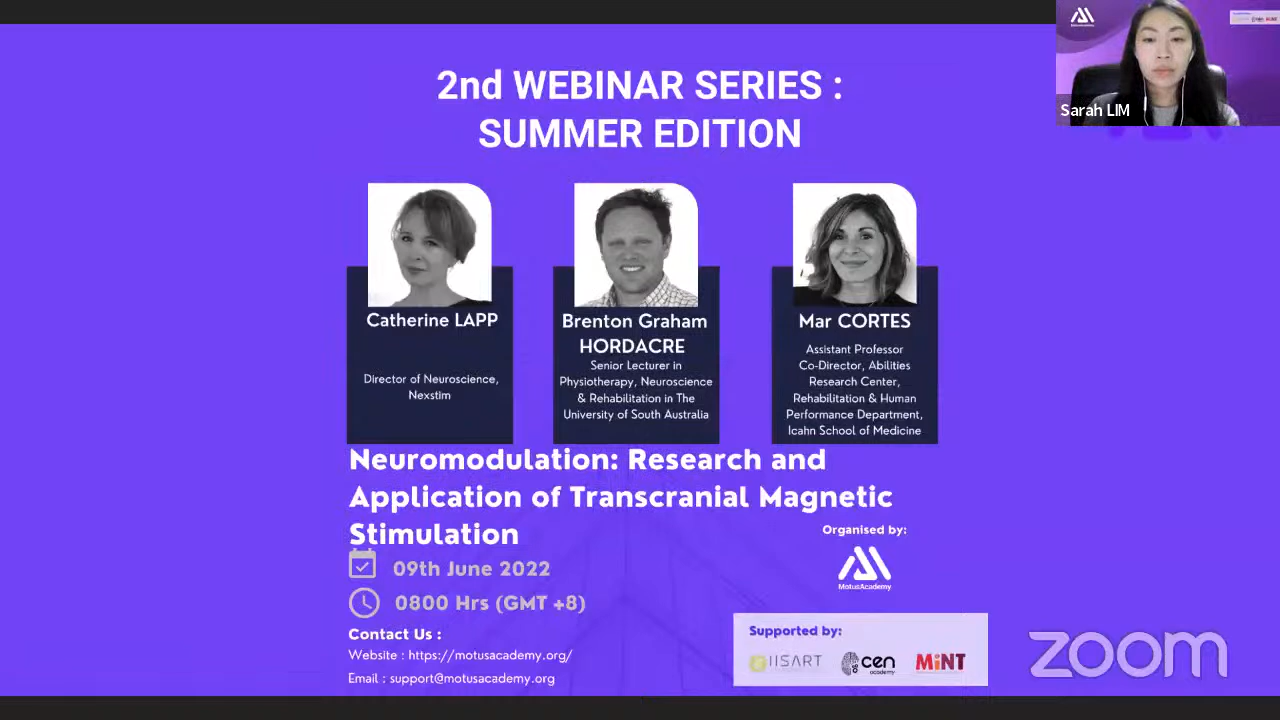 2nd WEBINAR SERIES :
SUMMER EDITION
Sarah LIM
Catherine LAPP
Director of Neuroscience,
Nexstim
Brenton Graham
HORDACRE
Senior Lecturer in
Physiotherapy, Neuroscience
& Rehabilitation in The
University of South Australia
Mar CORTES
Assistant Professor
Co-Director, Abilities
Research Center,
Rehabilitation & Human
Performance Department,
Icahn School of Medicine
Neuromodulation: Research and
Application of Transcranial Magnetic
Stimulation
09th June 2022
0800 Hrs (GMT +8)
Contact Us :
Website : https://motusacademy.org/
Email : support@motusacademy.org
Organised by:
MotusAcademy
Supported by:
IISART
cen
academy
MiNT
zoom